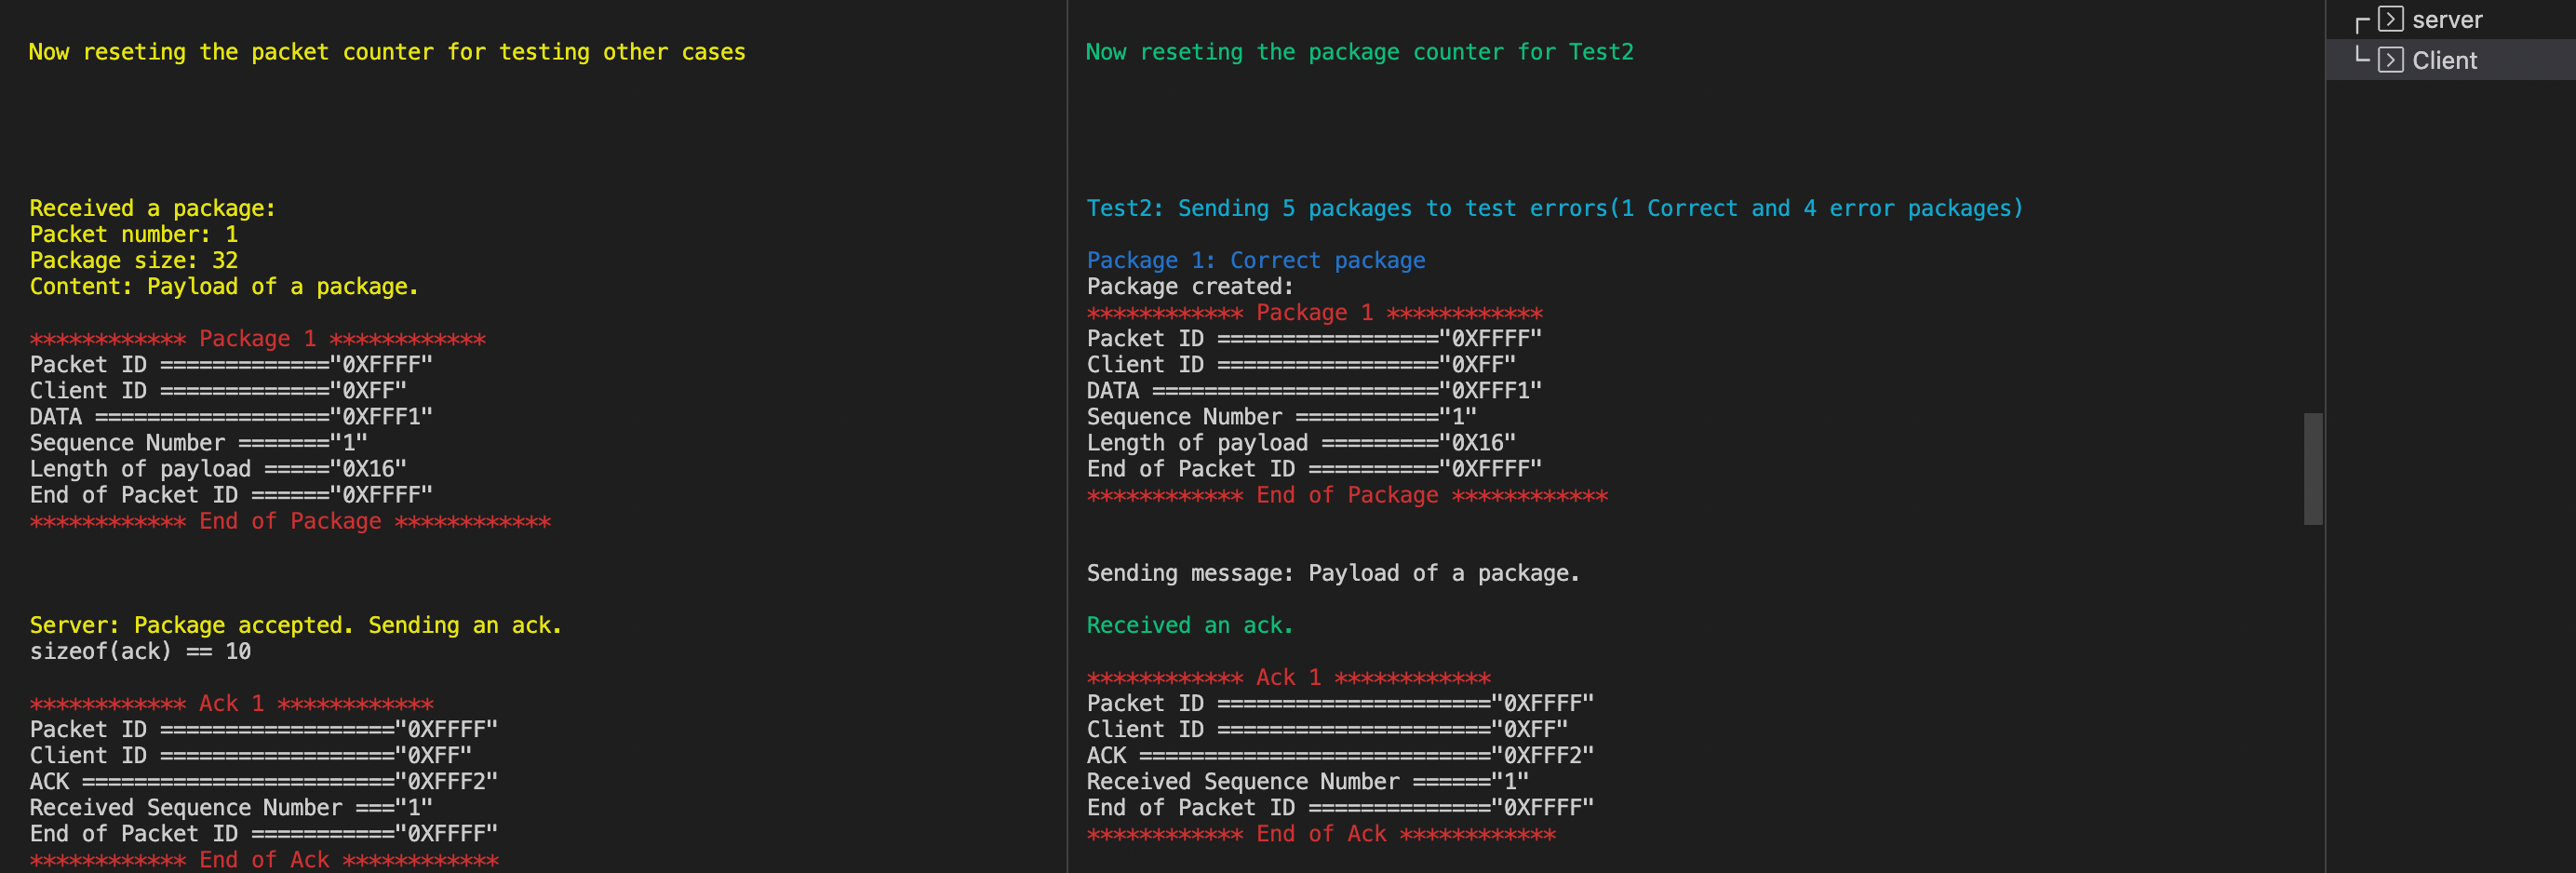 Now reseting the packet counter for testing other cases
Received a package:
Packet number: 1
Package size: 32
Content: Payload of a package.
************ Package 1 ************
Packet ID ============="0XFFFF"
Client ID ============="0XFF"
DATA =================="0XFFF1"
Sequence Number ======="1"
Length of payload ====="0X16"
End of Packet ID ======"0XFFFF"
************ End of Package ************
Server: Package accepted. Sending an ack.
sizeof(ack) == 10
************ Ack 1 ************
Packet ID =================="0XFFFF"
Client ID =================="0XFF"
ACK ========================"0XFFF2"
Received Sequence Number ==="1"
End of Packet ID ==========="0XFFFF"
************ End of Ack ************
Now reseting the package counter for Test2
Test2: Sending 5 packages to test errors(1 Correct and 4 error packages)
Package 1: Correct package
Package created:
************ Package 1 ************
Packet ID ================="0XFFFF"
Client ID ================="0XFF"
DATA ======================"0XFFF1"
Sequence Number ==========="1"
Length of payload ========="0X16"
End of Packet ID =========="0XFFFF"
************ End of Package ************
Sending message: Payload of a package.
Received an ack.
************ Ack 1 ************
Packet ID ====================="0XFFFF"
Client ID ====================="0XFF"
ACK ==========================="0XFFF2"
Received Sequence Number ======"1"
End of Packet ID =============="0XFFFF"
************ End of Ack ************
server
Client